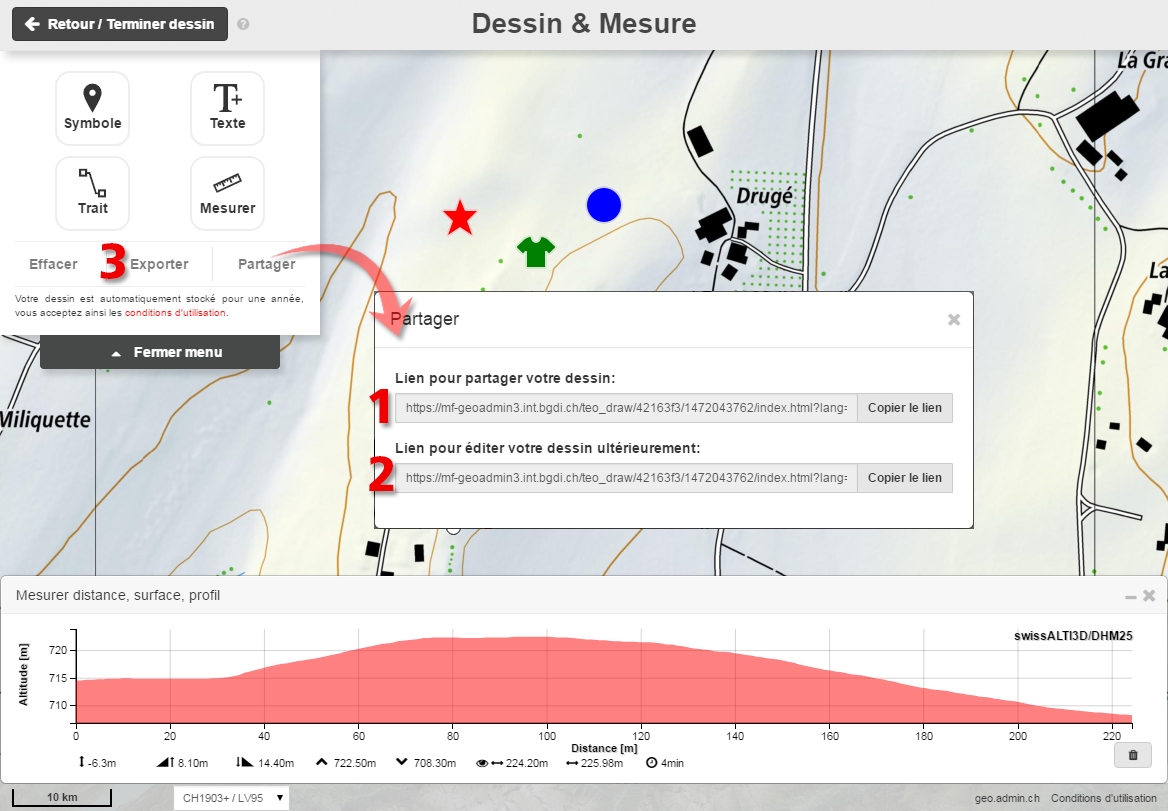 Retour / Terminer dessin
Dessin & Mesure
Symbole
Texte
Trait
Mesurer
Effacer
3
Exporter
Partager
Votre dessin est automatiquement stocké pour une année,
vous acceptez ainsi les conditions d'utilisation.
Fermer menu
Drugé
Miliquette
Partager
Lien pour partager votre dessin:
1
https://mf-geoadmin3.int.bgdi.ch/teo_draw/42163f3/1472043762/index.html?lang=
Copier le lien
Lien pour éditer votre dessin ultérieurement:
2
https://mf-geoadmin3.int.bgdi.ch/teo_draw/42163f3/1472043762/index.html?lang=
Copier le lien
Mesurer distance, surface, profil
swissALTI3D/DHM25
Altitude [m]
720
715
710
0 20 40 60 80 100 120 140 160 180 200 220
Distance [m]
-6.3m 8.10m 14.40m 722.50m 708.30m 224.20m 225.98m 4min
10 km
CH1903+ / LV95
geo.admin.ch Conditions d'utilisation